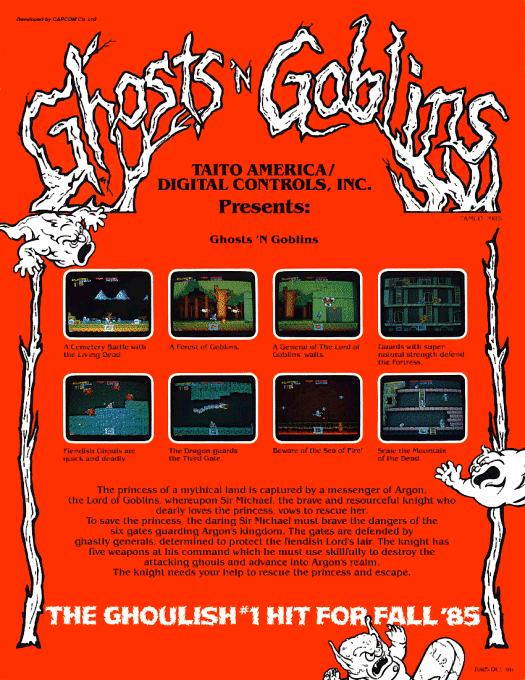 Developed by CAPCOM Co. Ltd
Ghosts 'N Goblins
TAITO AMERICA/
DIGITAL CONTROLS, INC.
Presents:
Ghosts 'N Goblins
A Cemetery Battle with
the Living Dead.
A Forest of Goblins.
A General of The Lord of
Goblins waits.
Guards with super-
natural strength defend
the Fortress.
Fiendish Ghouls are
quick and deadly.
The Dragon guards
the Third Gate.
Beware of the Sea of Fire!
Scale the Mountain
of the Dead.
The princess of a mythical land is captured by a messenger of Argon,
the Lord of Goblins, whereupon Sir Michael, the brave and resourceful knight who
dearly loves the princess, vows to rescue her.
To save the princess, the daring Sir Michael must brave the dangers of the
six gates guarding Argon's kingdom. The gates are defended by
ghastly generals, determined to protect the fiendish Lord's lair. The knight has
five weapons at his command which he must use skillfully to destroy the
attacking ghouls and advance into Argon's realm.
The knight needs your help to rescue the princess and escape.
THE GHOULISH #1 HIT FOR FALL '85
R.I.P.